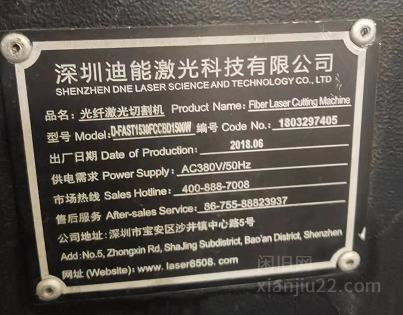 深圳迪能激光科技有限公司
SHENZHEN DNE LASER SCIENCE AND TECHNOLOGY CO., LTD.
品名 光纤激光切割机 Product Name: Fiber Laser Cutting Machine
型号 Model: D-FAST1530FCCBD1500W 编号 Code No.: 1803297405
出厂日期 Date of Production: 2018.06
供电需求 Power Supply: AC380V/50Hz
市场热线 Sales Hotline: 400-888-7008
售后服务 After-sales Service: 86-755-88823937
公司地址: 深圳市宝安区沙井镇中心路5号
Add: No.5, Zhongxin Rd, ShaJing Subdistrict, Bao'an District, Shenzhen
网址 (Website): www. laser8508. com
闲旧网
xianjiu22.com